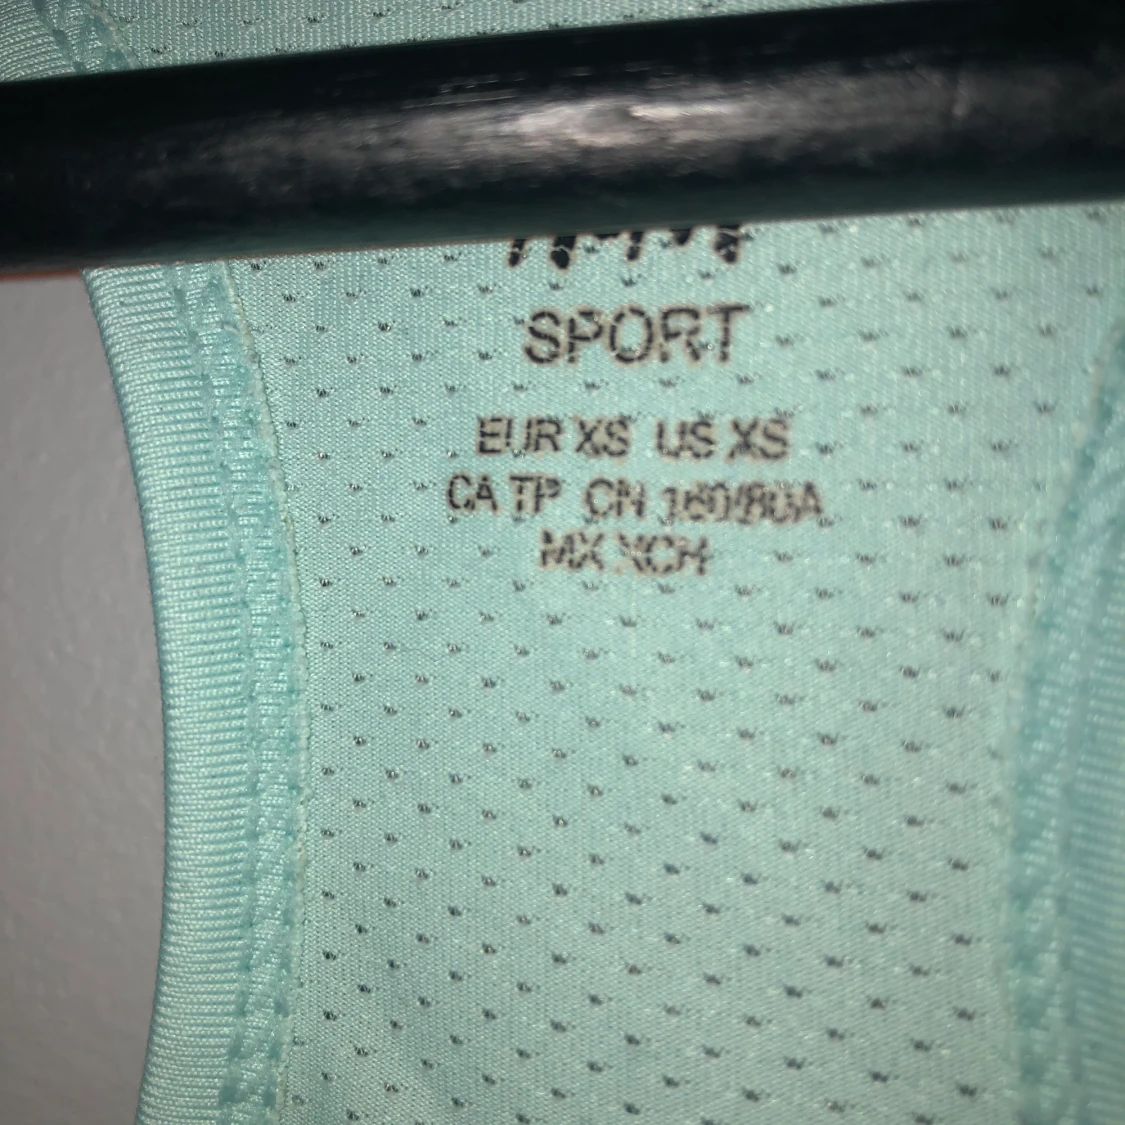 SPORT
EUR XS US XS
CA TP CN 160/80A
MX XCH